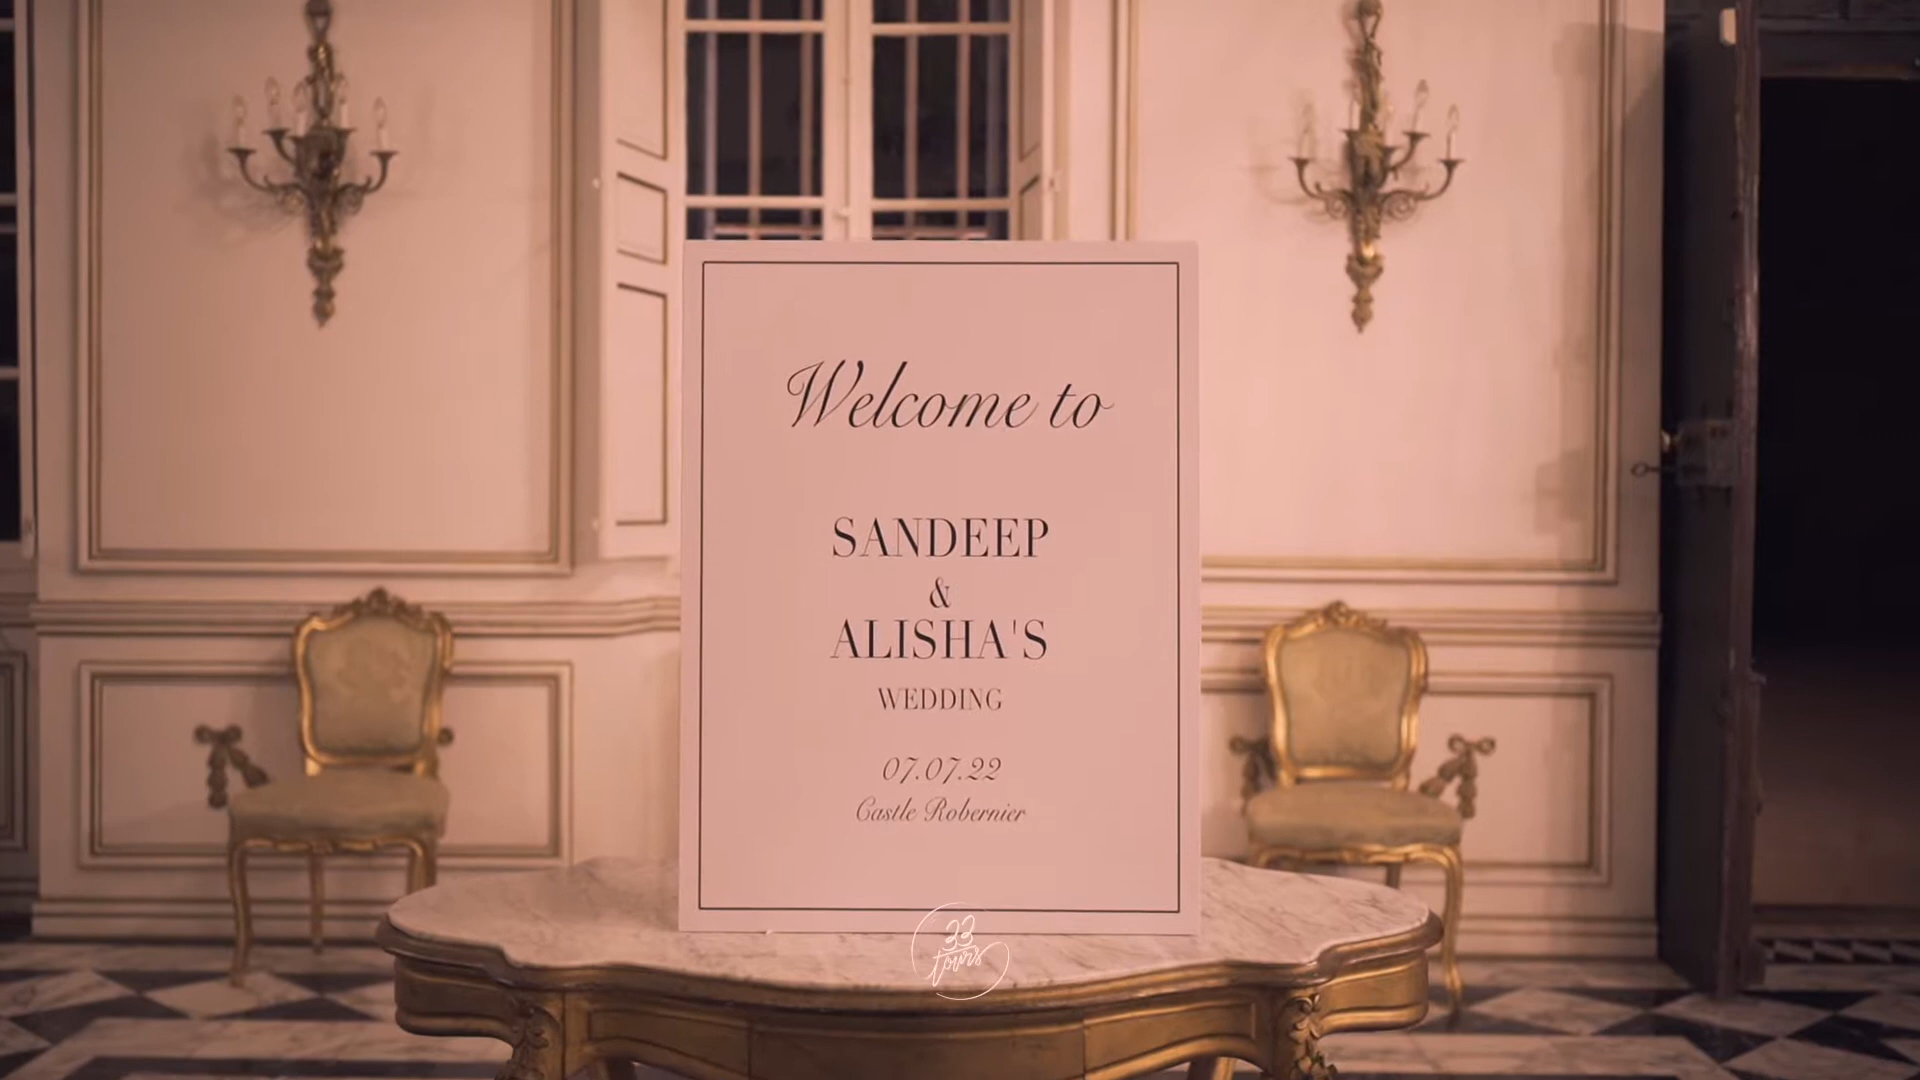 Welcome to
SANDEEP
&
ALISHA'S
WEDDING
07.07.22
Castle Robernier
33
tours